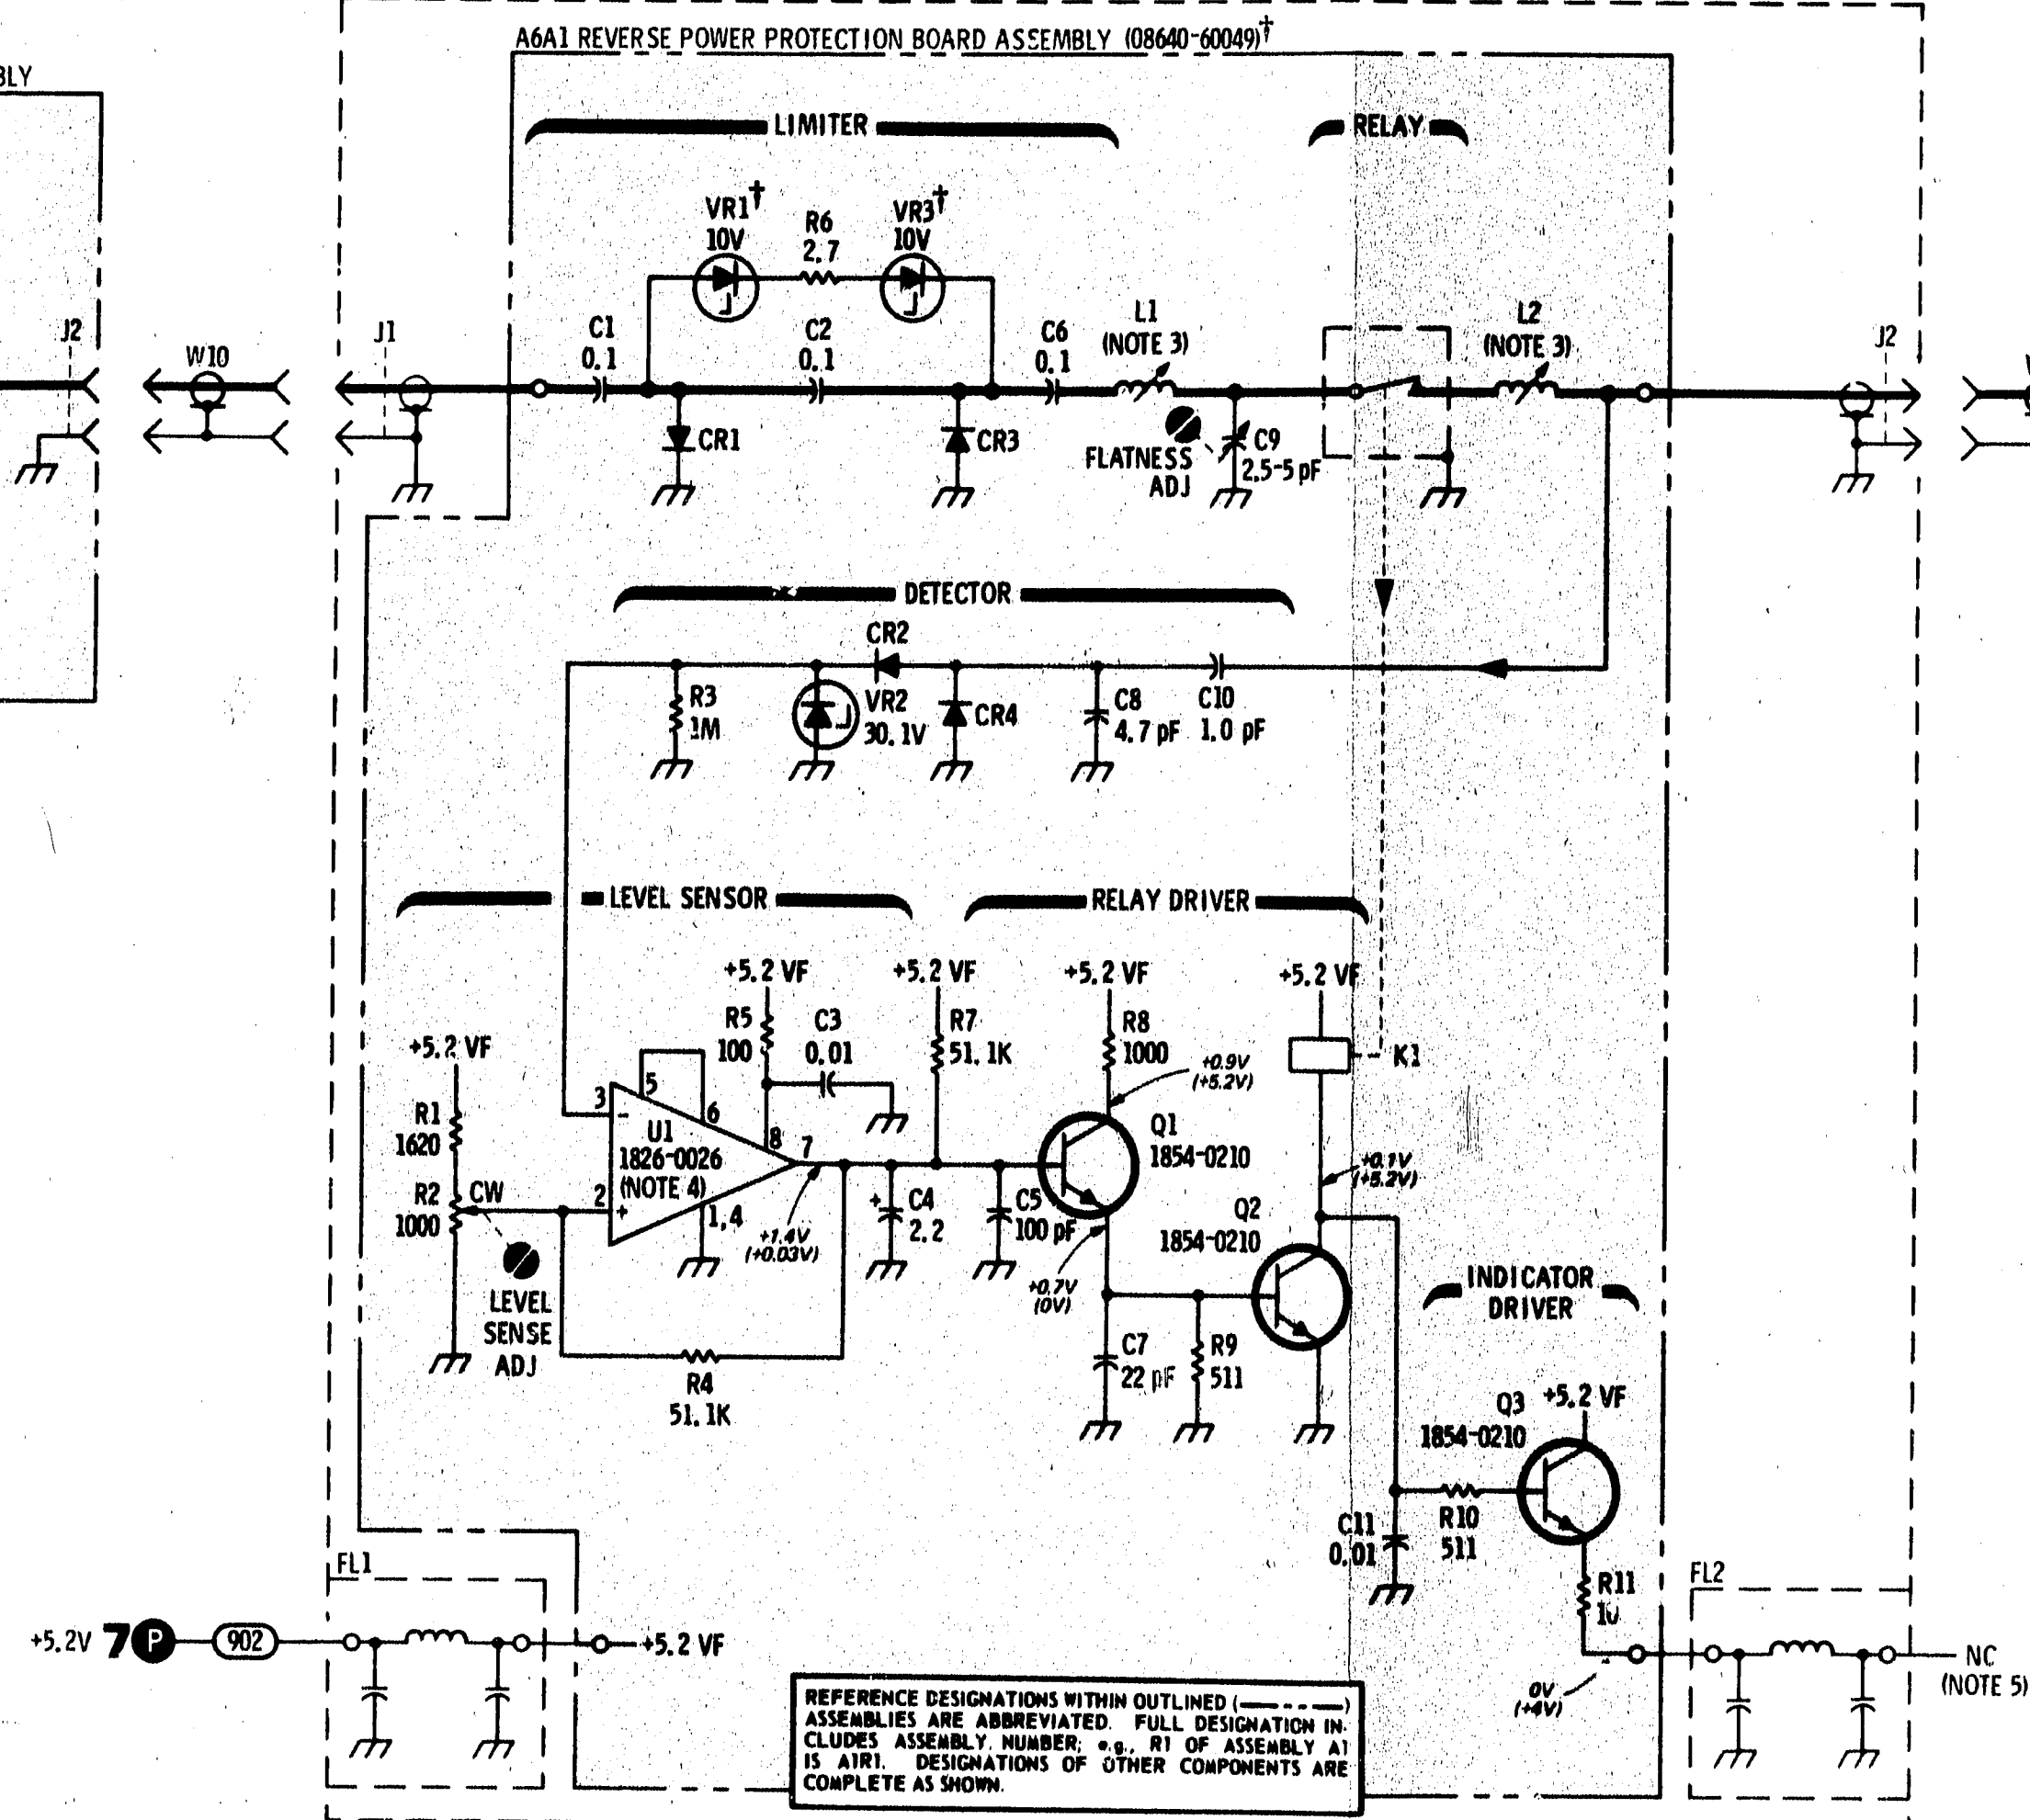 A6A1 REVERSE POWER PROTECTION BOARD ASSEMBLY (08640-60049)†
BLY
LIMITER
RELAY
VR1†
10V
R6
2.7
VR3†
10V
J2
W10
J1
C1
0.1
C2
0.1
C6
0.1
L1
(NOTE 3)
L2
(NOTE 3)
J2
CR1
CR3
FLATNESS
ADJ
C9
2.5-5 pF
DETECTOR
CR2
R3
1M
VR2
30.1V
CR4
C8
4.7 pF
C10
1.0 pF
LEVEL SENSOR
RELAY DRIVER
+5.2 VF
+5.2 VF
+5.2 VF
+5.2 VF
+5.2 VF
R5
100
C3
0.01
R7
51.1K
R8
1000
+0.9V
(+5.2V)
K1
R1
1620
3
-
5
6
8
7
U1
1826-0026
(NOTE 4)
Q1
1854-0210
R2
1000
CW
2
+
1,4
+1.4V
(+0.03V)
+
C4
2.2
C5
100 pF
+0.1V
(+5.2V)
Q2
1854-0210
LEVEL
SENSE
ADJ
+0.7V
(0V)
INDICATOR
DRIVER
R4
51.1K
C7
22 pF
R9
511
Q3
1854-0210
+5.2 VF
C11
0.01
R10
511
R11
FL1
FL2
+5.2V 7 P 902
+5.2 VF
0V
(+4V)
NC
(NOTE 5)
REFERENCE DESIGNATIONS WITHIN OUTLINED (— - - —)
ASSEMBLIES ARE ABBREVIATED. FULL DESIGNATION IN-
CLUDES ASSEMBLY NUMBER; e.g., R1 OF ASSEMBLY A1
IS A1R1. DESIGNATIONS OF OTHER COMPONENTS ARE
COMPLETE AS SHOWN.